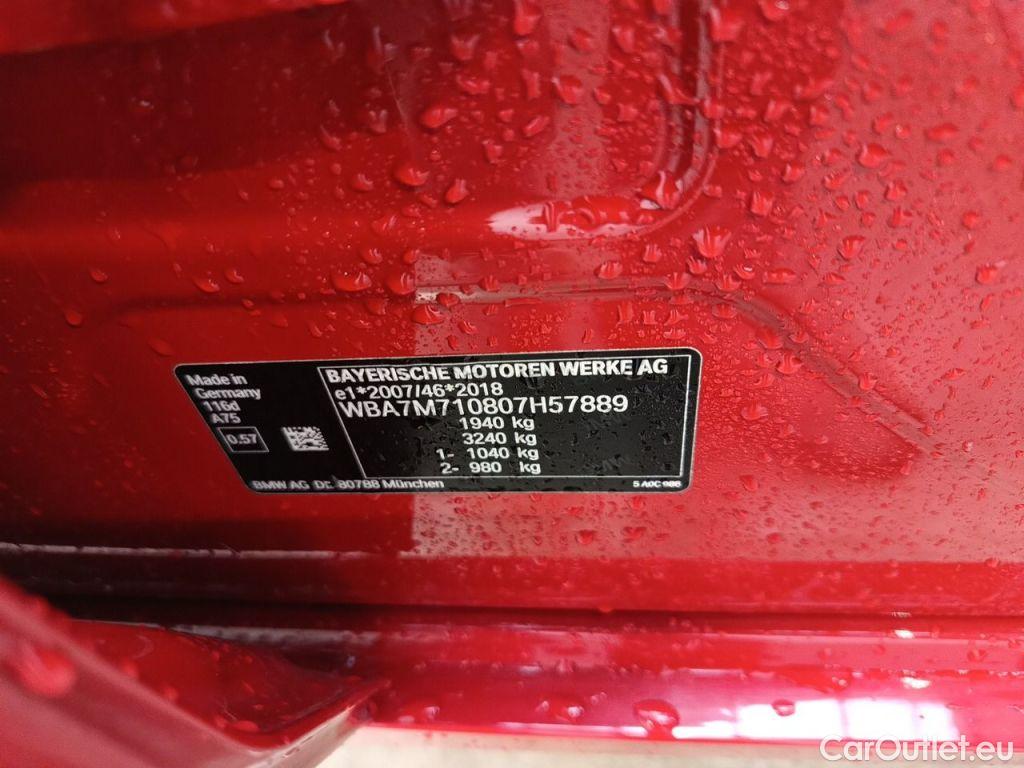 Made in
Germany
116d
A75
0.57
BAYERISCHE MOTOREN WERKE AG
e1*2007/46*2018
WBA7M710807H57889
1940 kg
3240 kg
1- 1040 kg
2- 980 kg
BMW AG DE 80788 München
5 A0C 986
CarOutlet.eu